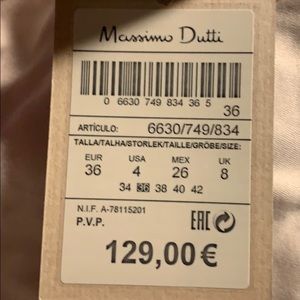 Massimo Dutti
0 6630 749 834 36 5
36
ARTÍCULO: 6630/749/834
TALLA/TALHA/STORLEK/TAILLE/GRÖBE/SIZE:
EUR USA MEX UK
36 4 26 8
34 36 38 40 42
N.I.F. A-78115201
P.V.P.
EAC
129,00 €